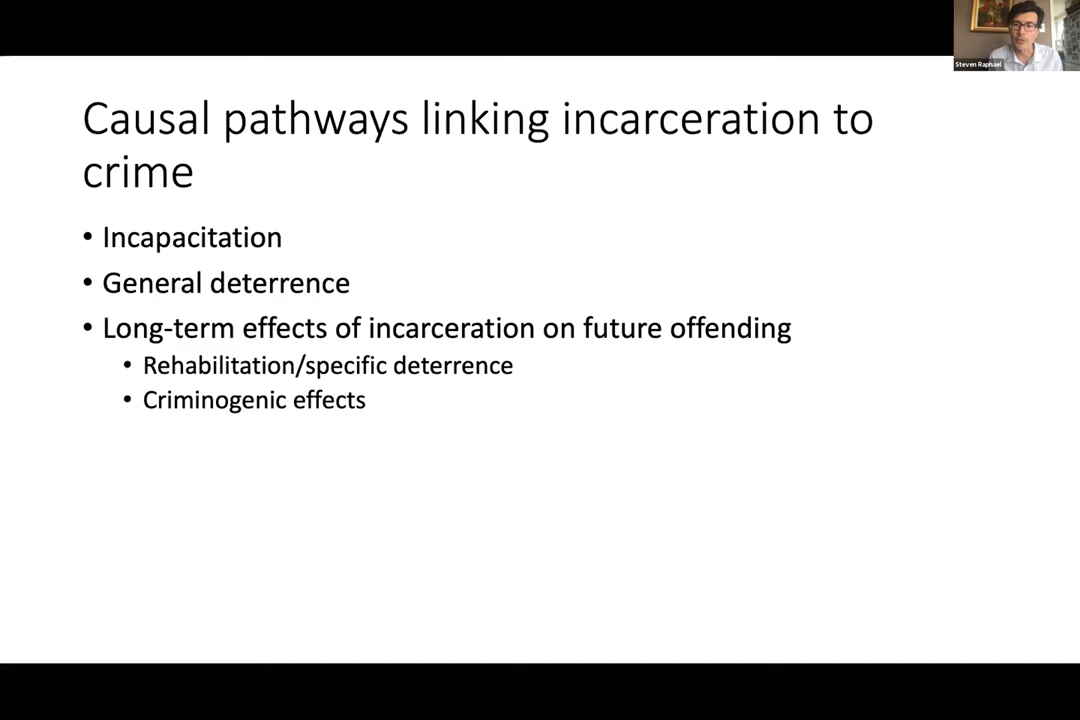 Steven Raphael
Causal pathways linking incarceration to
crime
• Incapacitation
• General deterrence
• Long-term effects of incarceration on future offending
• Rehabilitation/specific deterrence
• Criminogenic effects